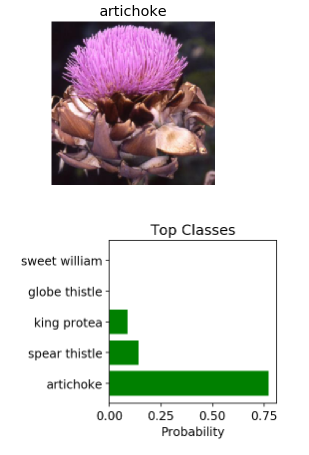 artichoke
Top Classes
sweet william
globe thistle
king protea
spear thistle
artichoke
0.00 0.25 0.50 0.75
Probability